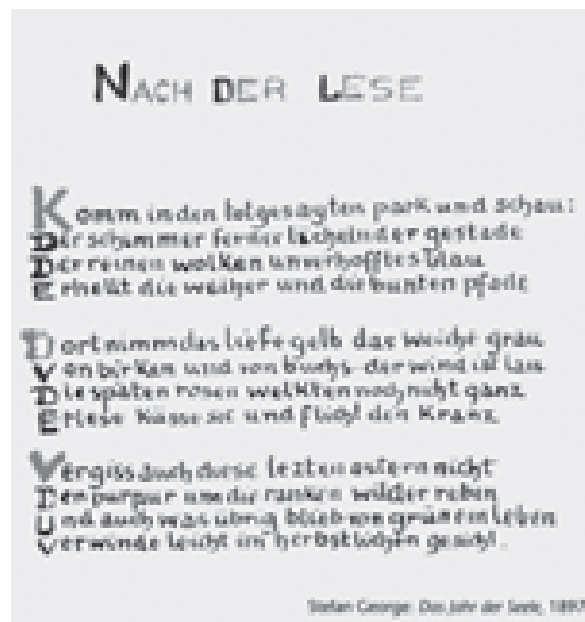 NACH DER LESE
Komm in den totgesagten park und schau:
Der schimmer ferner lächelnder gestade
Der reinen wolken unverhofftes blau
Erhellt die weiher und die bunten pfade
Dort nimm das tiefe gelb das weiche grau
Von birken und von buchs · der wind ist lau
Die späten rosen welkten noch nicht ganz
Erlese küsse sie und flicht den kranz
Vergiss auch diese lezten astern nicht
Den purpur um die ranken wilder reben
Und auch was übrig blieb von grünem leben
Verwinde leicht im herbstlichen gesicht.
Stefan George: Das Jahr der Seele, 1897